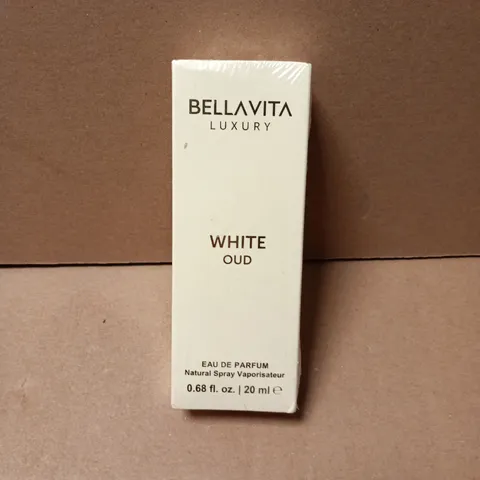 BELLAVITA
LUXURY
WHITE
OUD
EAU DE PARFUM
Natural Spray Vaporisateur
0.68 fl. oz. | 20 ml ℮